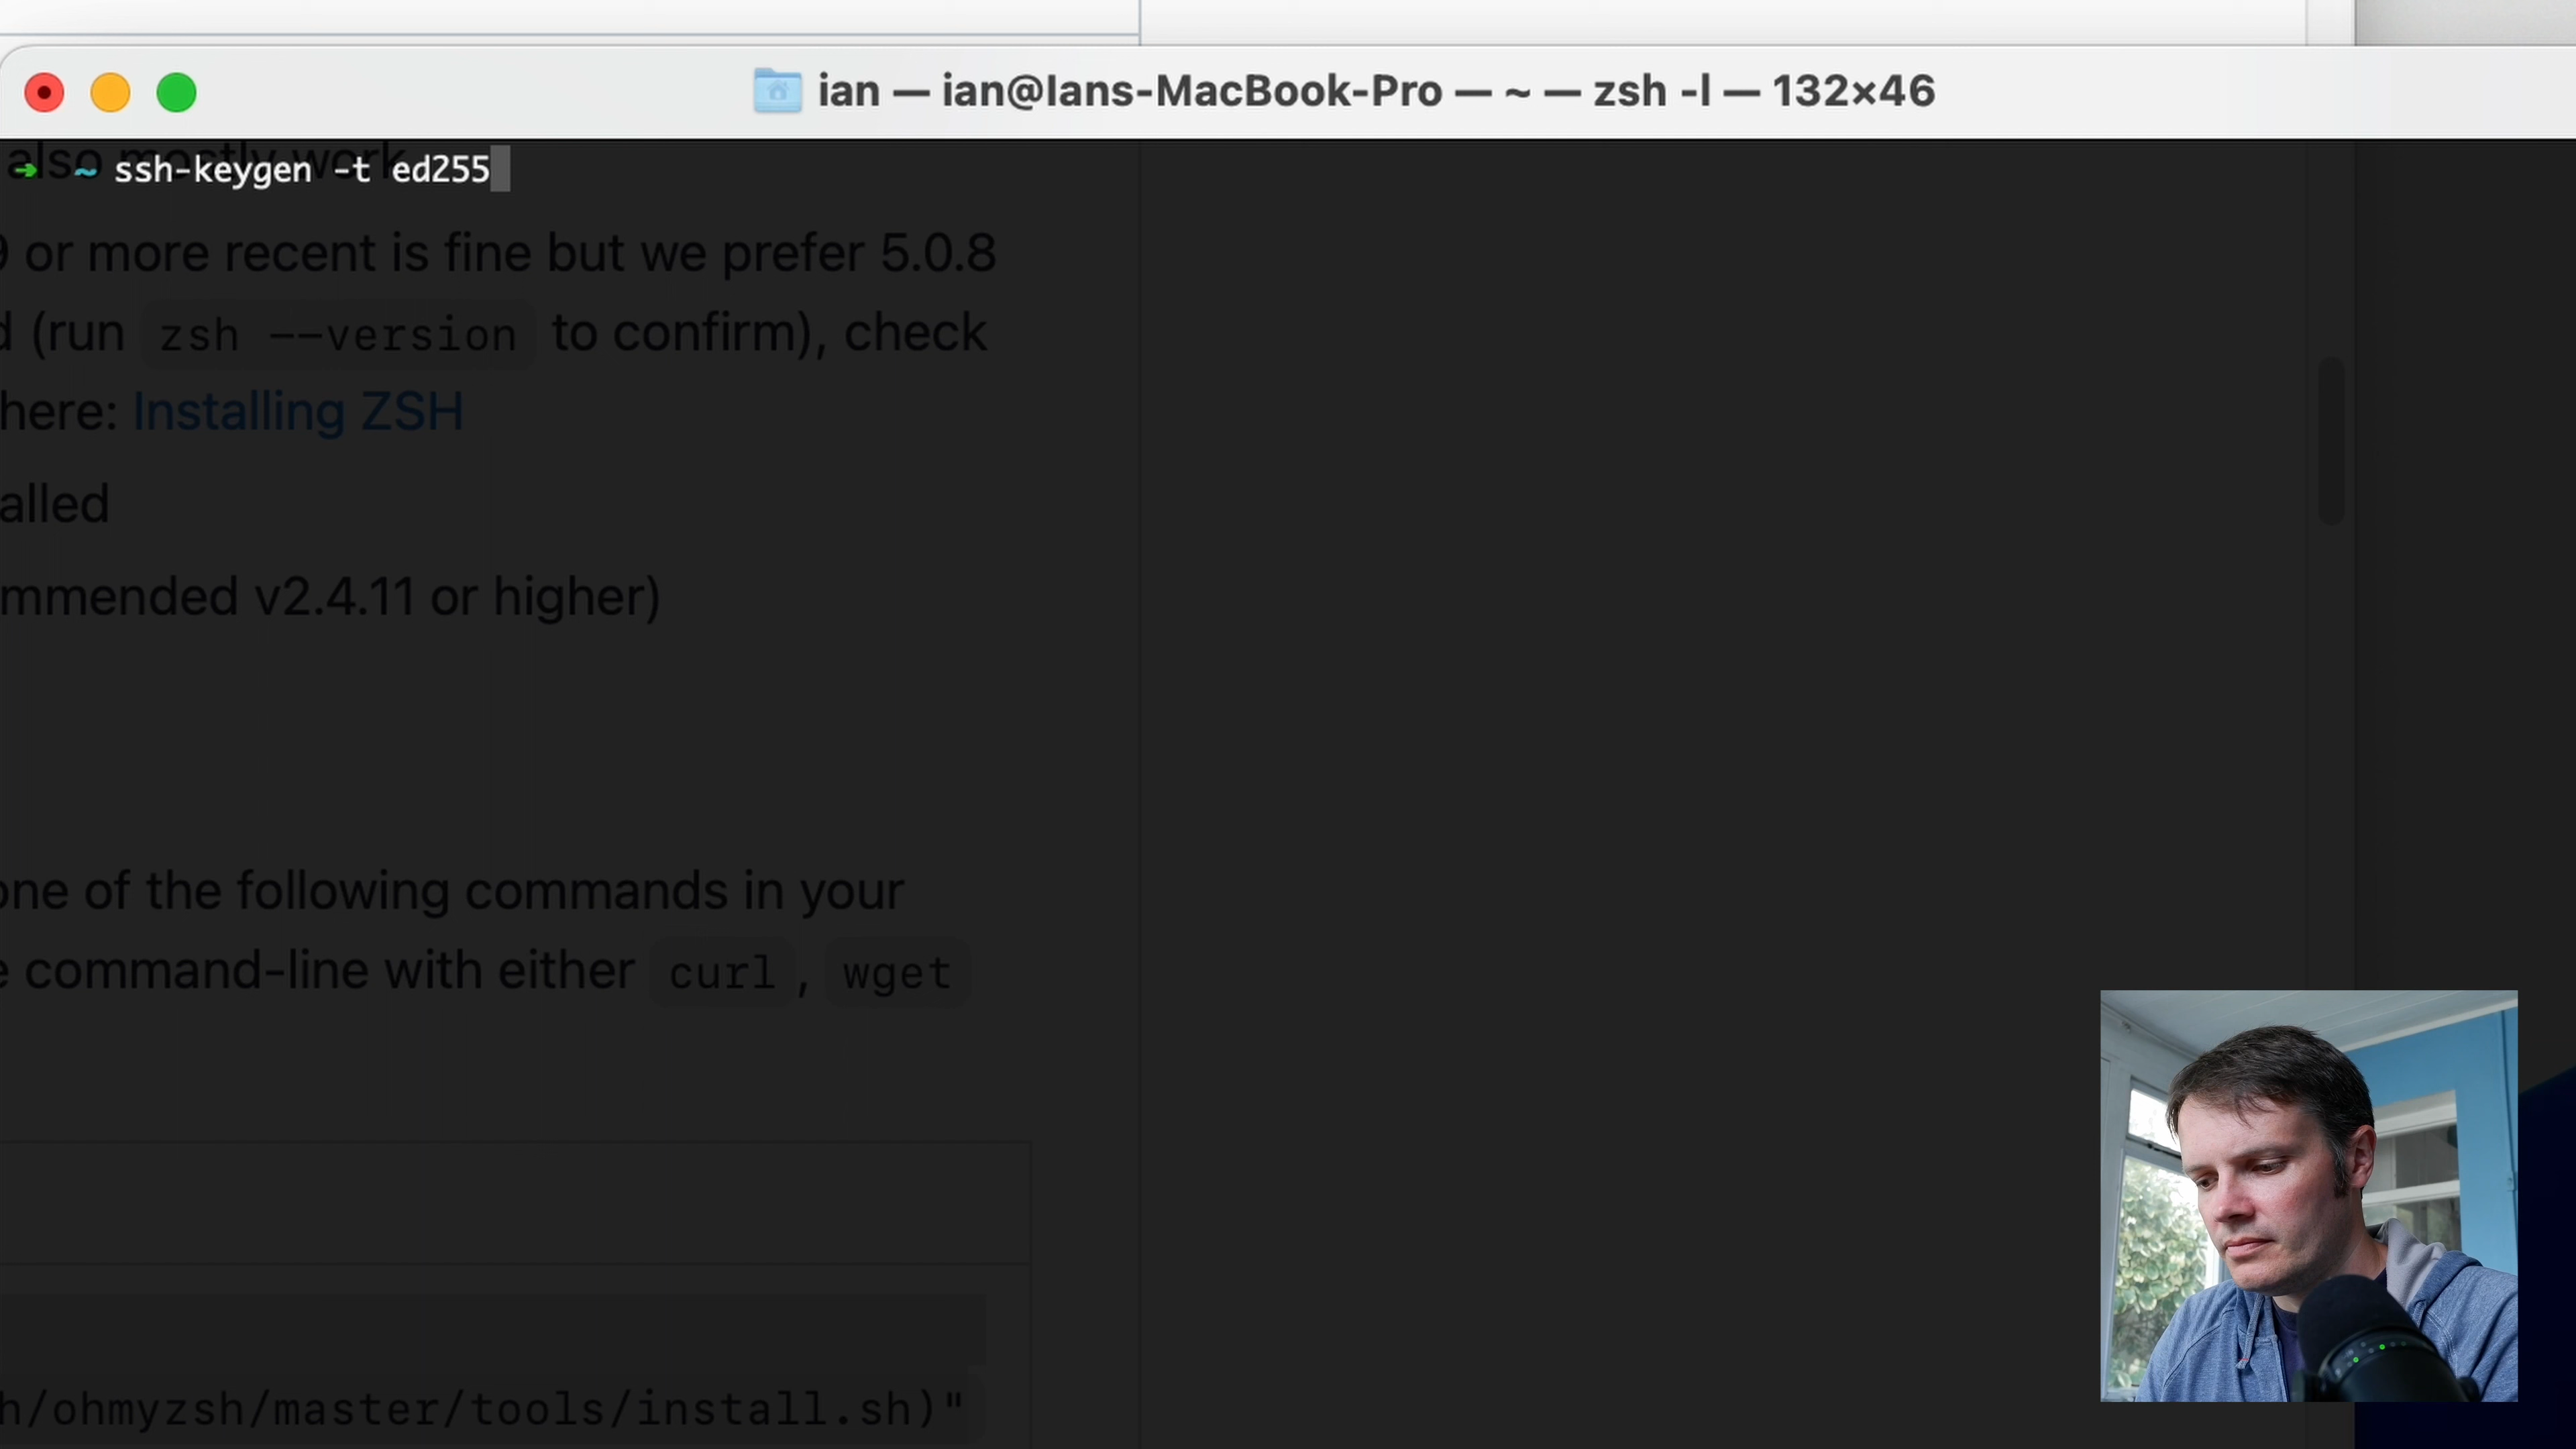 ian — ian@Ians-MacBook-Pro — ~ — zsh -l — 132×46
also mostly work
➜ ~ ssh-keygen -t ed255
9 or more recent is fine but we prefer 5.0.8
d (run zsh --version to confirm), check
here: Installing ZSH
alled
mmended v2.4.11 or higher)
one of the following commands in your
e command-line with either curl, wget
h/ohmyzsh/master/tools/install.sh)"